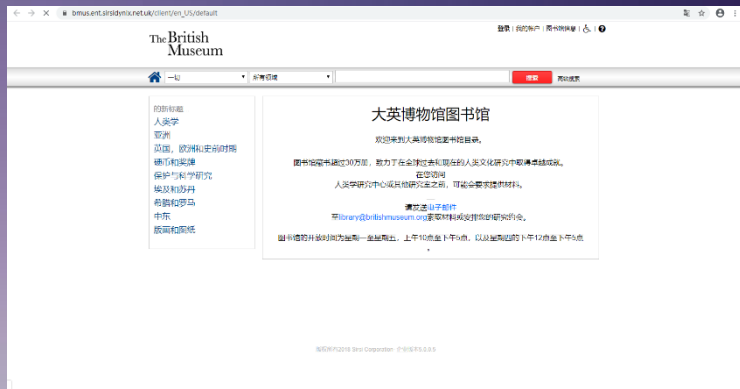 bmus.ent.sirsidynix.net.uk/client/en_US/default
The British
Museum
登录 | 我的帐户 | 图书馆信息 |
一切
所有领域
搜索
高级搜索
的新标题
人类学
亚洲
英国，欧洲和史前时期
硬币和奖牌
保护与科学研究
埃及和苏丹
希腊和罗马
中东
版画和图纸
大英博物馆图书馆
欢迎来到大英博物馆图书馆目录。
图书馆藏书超过30万册，致力于在全球过去和现在的人类文化研究中取得卓越成就。
在您访问
人类学研究中心或其他研究室之前，可能会要求提供材料。
请发送电子邮件
至library@britishmuseum.org索取材料或安排您的研究约会。
图书馆的开放时间为星期一至星期五，上午10点至下午5点，以及星期四的下午12点至下午5点
。
Sirsi Corporation